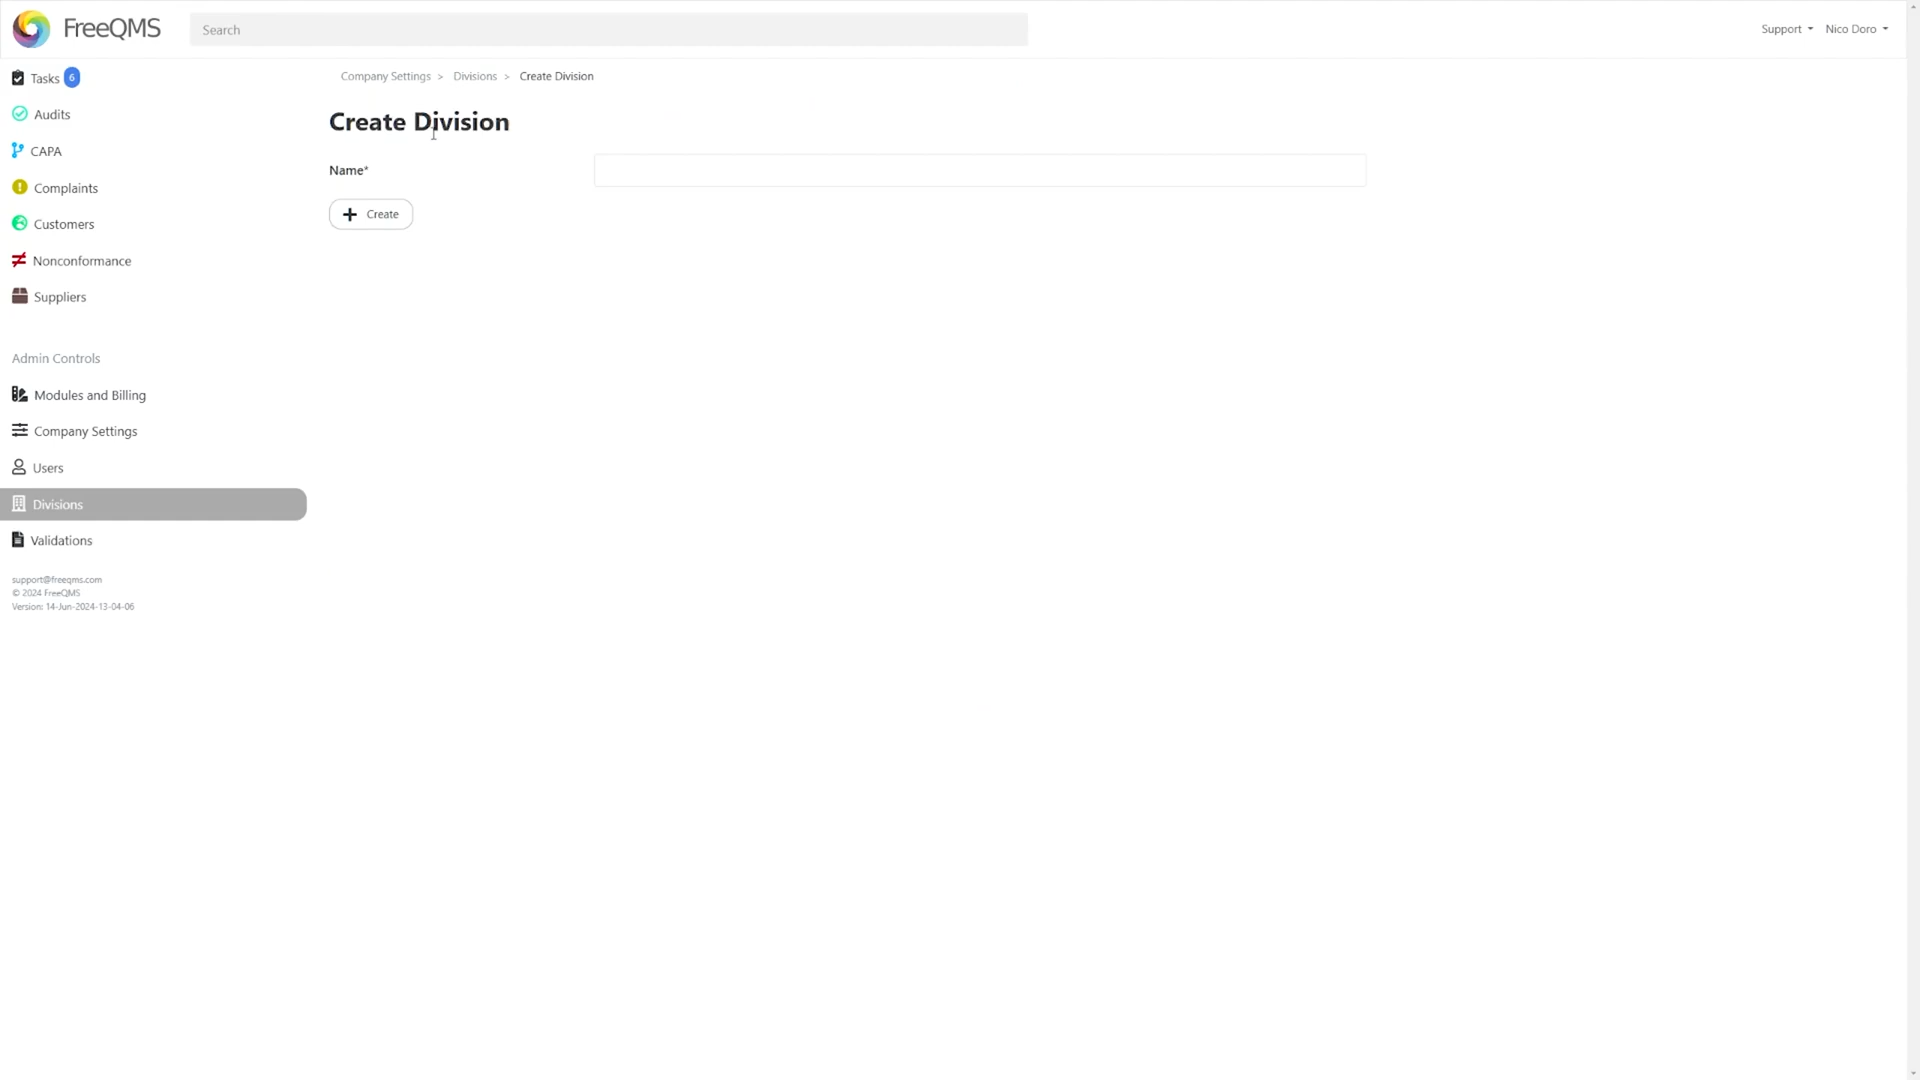 FreeQMS
Search
Support
Nico Doro
Tasks 6
Audits
CAPA
Complaints
Customers
Nonconformance
Suppliers
Admin Controls
Modules and Billing
Company Settings
Users
Divisions
Validations
support@freeqms.com
© 2024 FreeQMS
Version: 14-Jun-2024-13-04-06
Company Settings > Divisions > Create Division
Create Division
Name*
Create